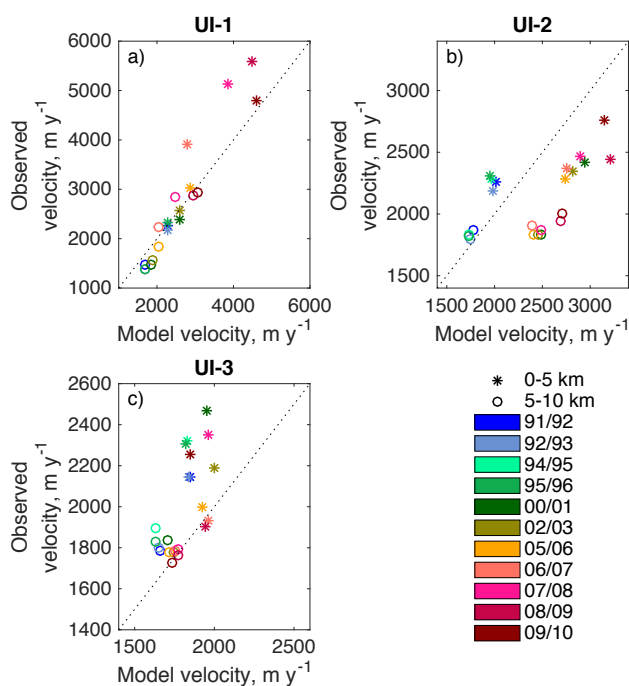 UI-1
a)
6000
5000
4000
3000
2000
1000
2000 4000 6000
Observed
velocity, m y⁻¹
Model velocity, m y⁻¹
UI-2
b)
3000
2500
2000
1500
1500 2000 2500 3000
Observed
velocity, m y⁻¹
Model velocity, m y⁻¹
UI-3
c)
2600
2400
2200
2000
1800
1600
1400
1500 2000 2500
Observed
velocity, m y⁻¹
Model velocity, m y⁻¹
0-5 km
5-10 km
91/92
92/93
94/95
95/96
00/01
02/03
05/06
06/07
07/08
08/09
09/10